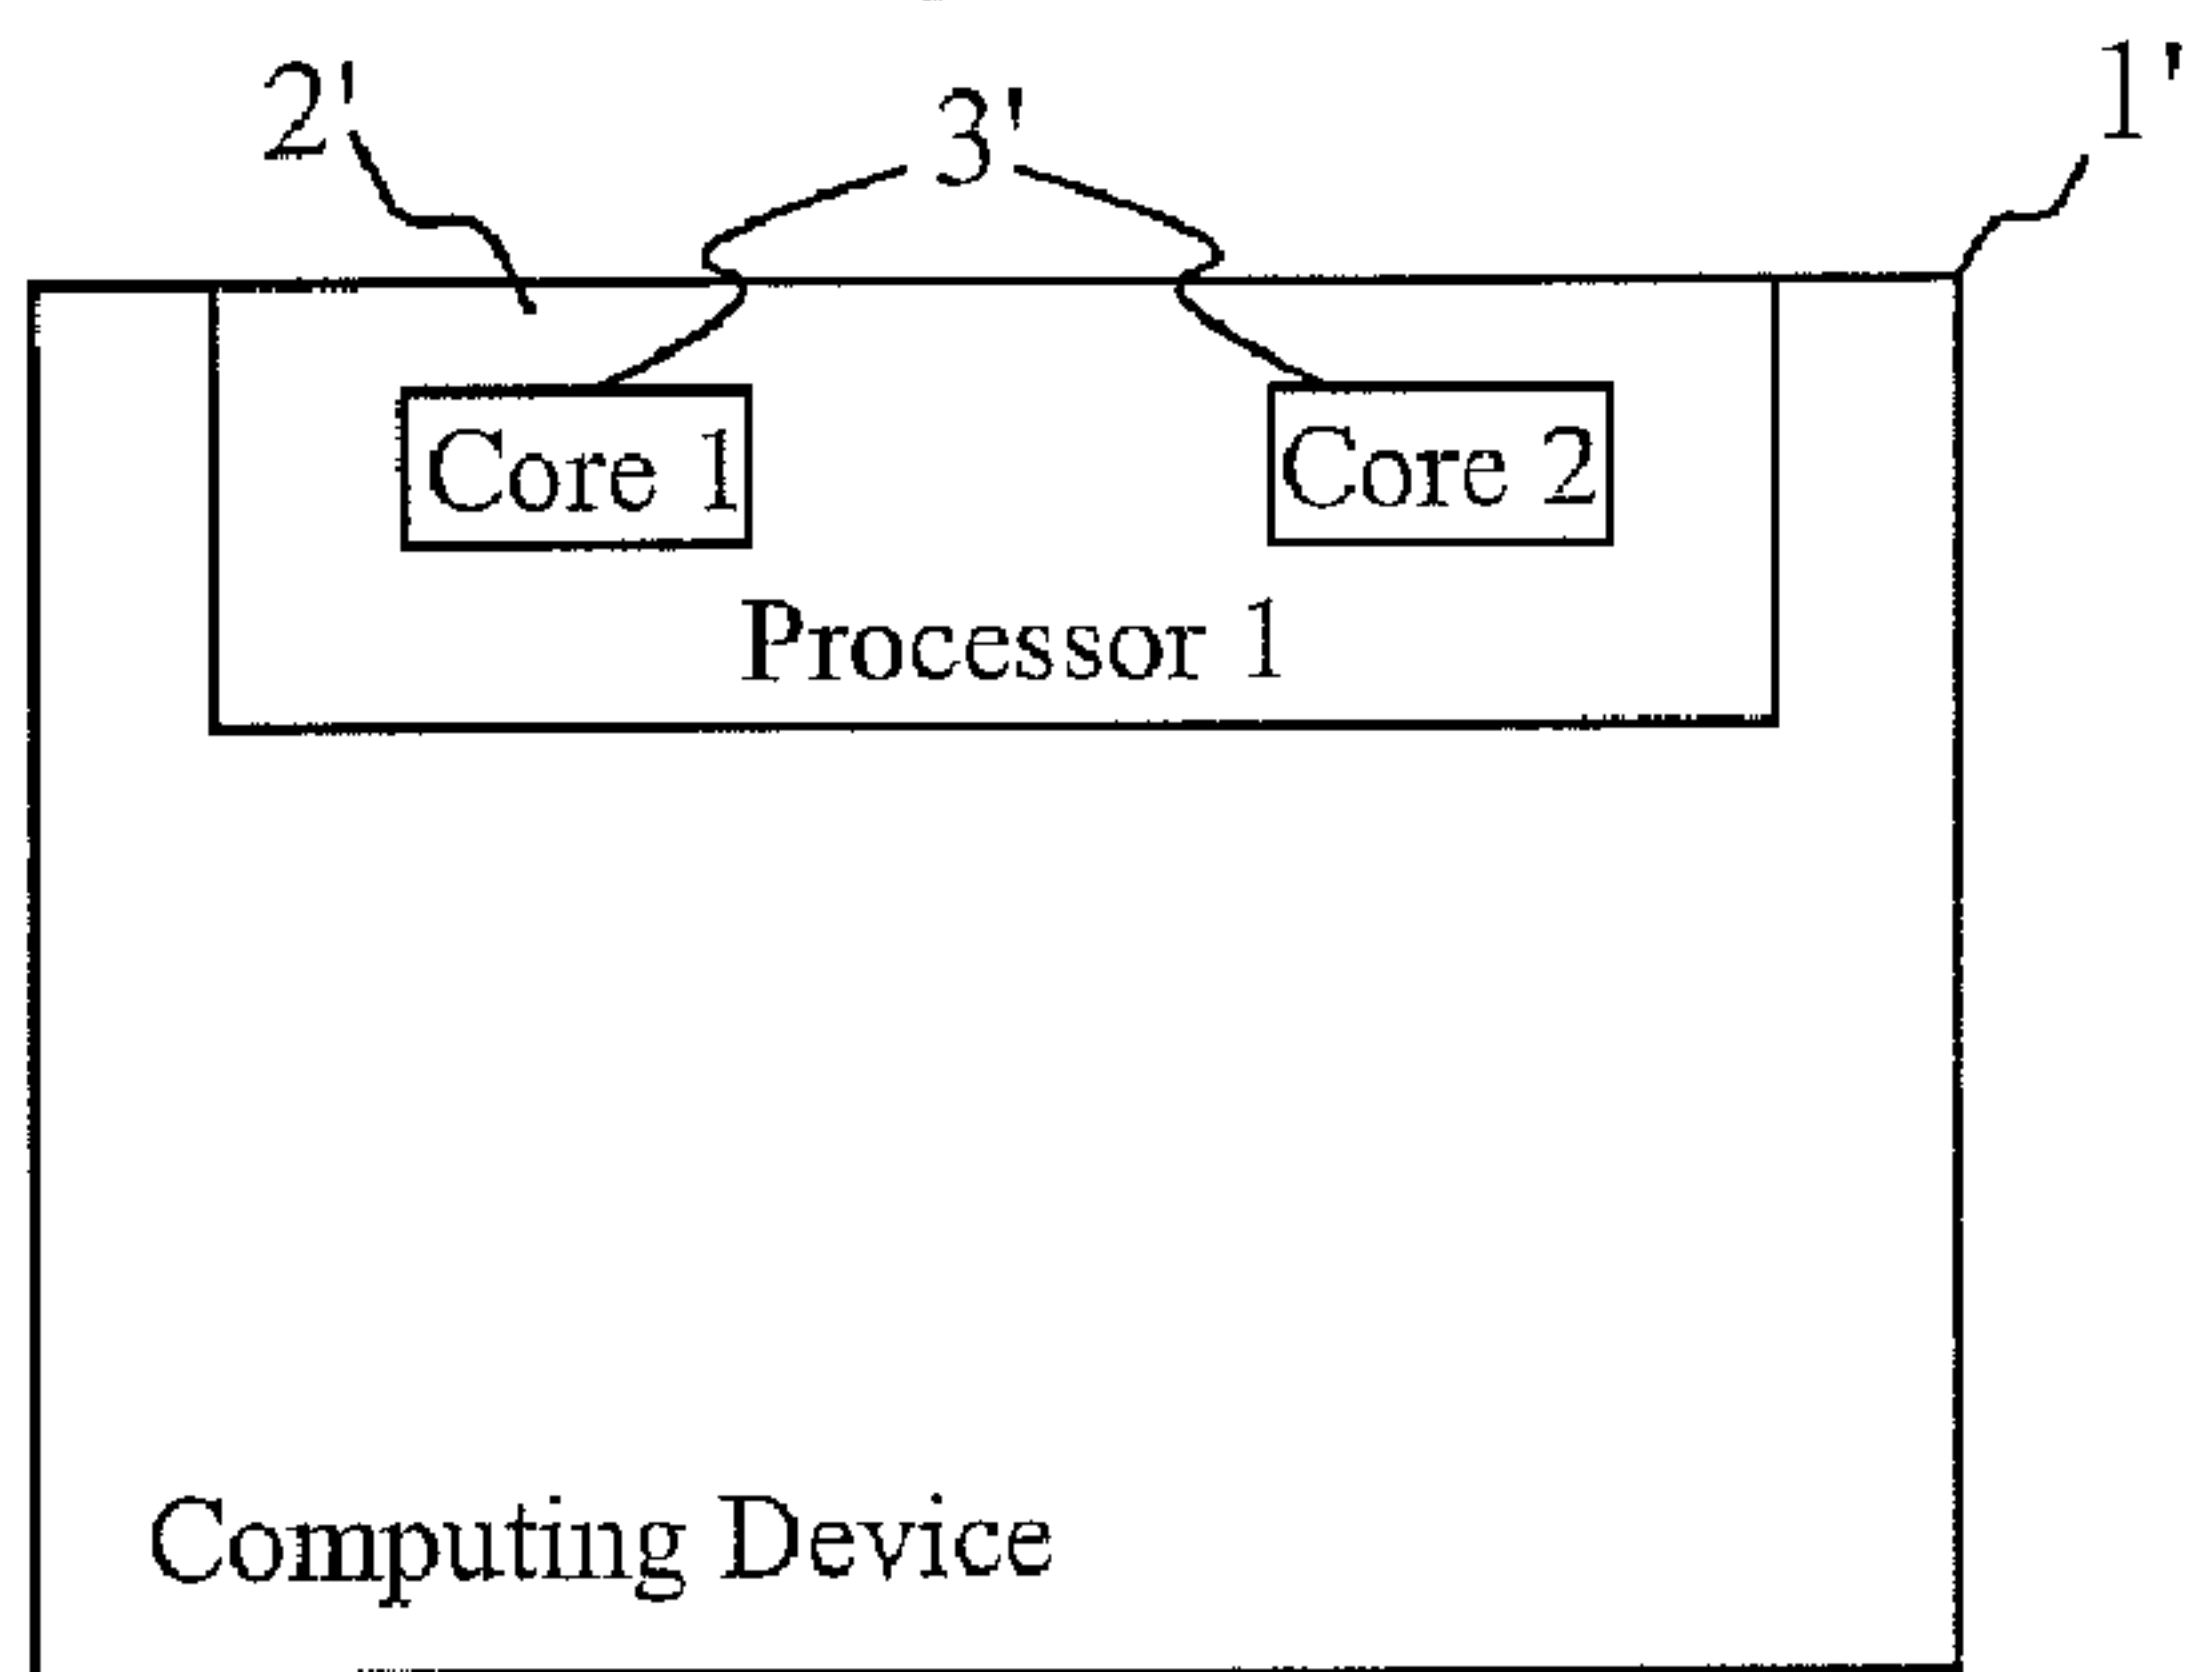 2' 3' 1'
Core 1 Core 2
Processor 1
Computing Device